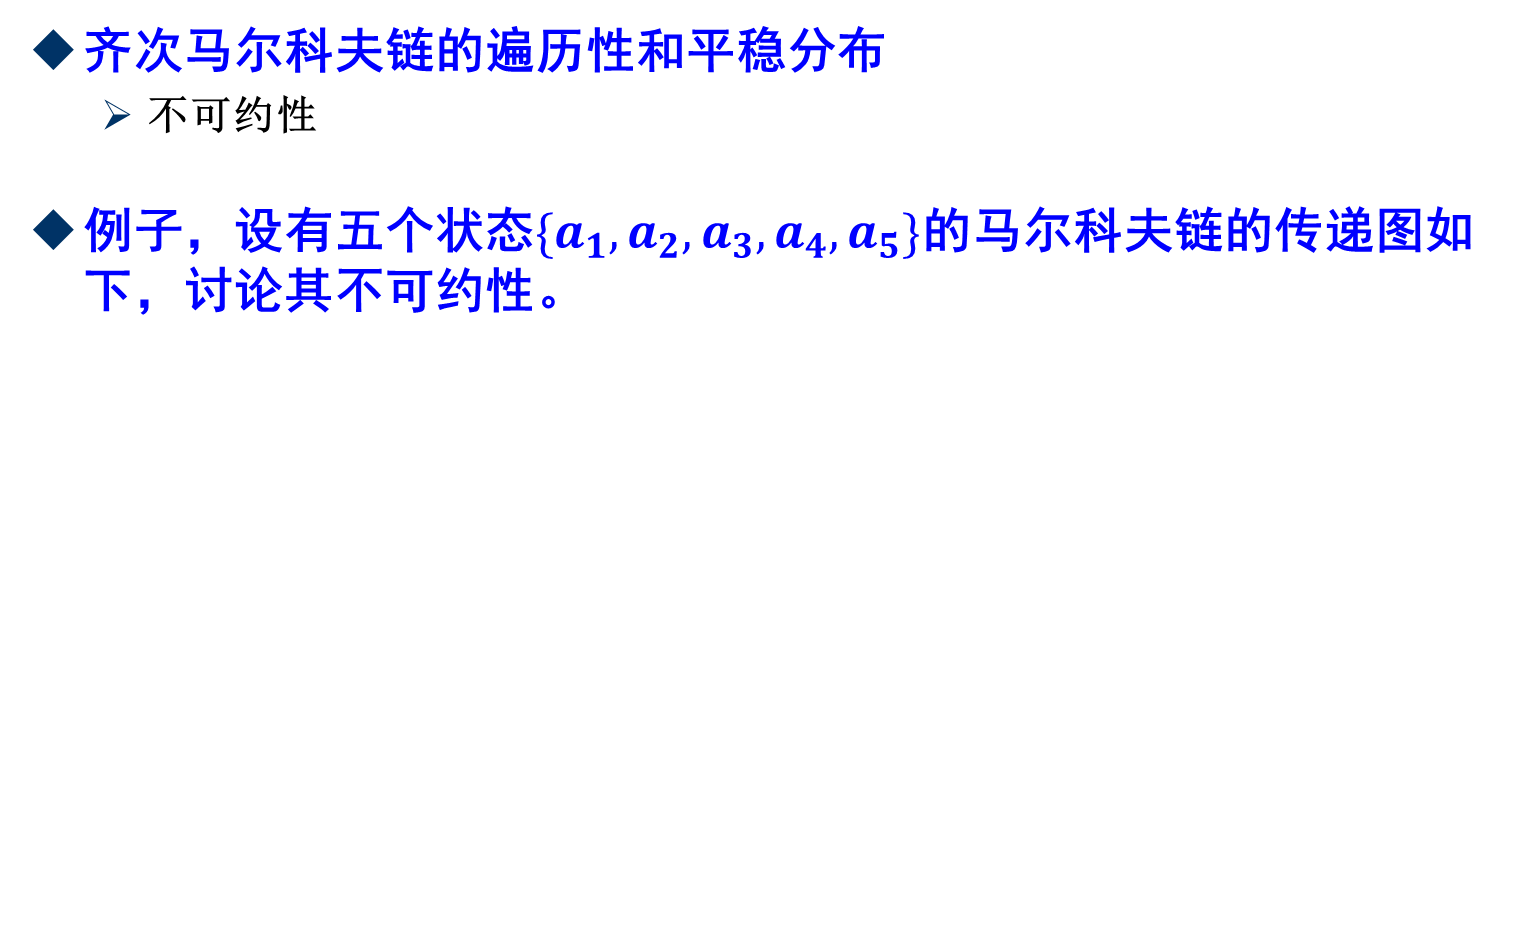 齐次马尔科夫链的遍历性和平稳分布
不可约性
例子，设有五个状态{a₁, a₂, a₃, a₄, a₅}的马尔科夫链的传递图如
下，讨论其不可约性。